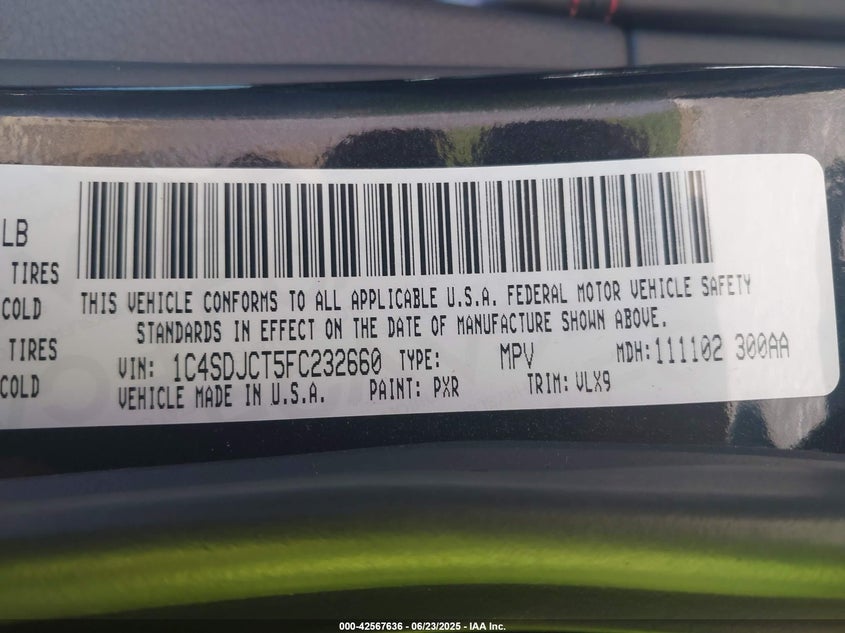 LB
TIRES
COLD
TIRES
COLD
THIS VEHICLE CONFORMS TO ALL APPLICABLE U.S.A. FEDERAL MOTOR VEHICLE SAFETY
STANDARDS IN EFFECT ON THE DATE OF MANUFACTURE SHOWN ABOVE.
VIN: 1C4SDJCT5FC232660 TYPE: MPV MDH:111102 300AA
VEHICLE MADE IN U.S.A. PAINT: PXR TRIM: VLX9
000-42567636 - 06/23/2025 - IAA Inc.